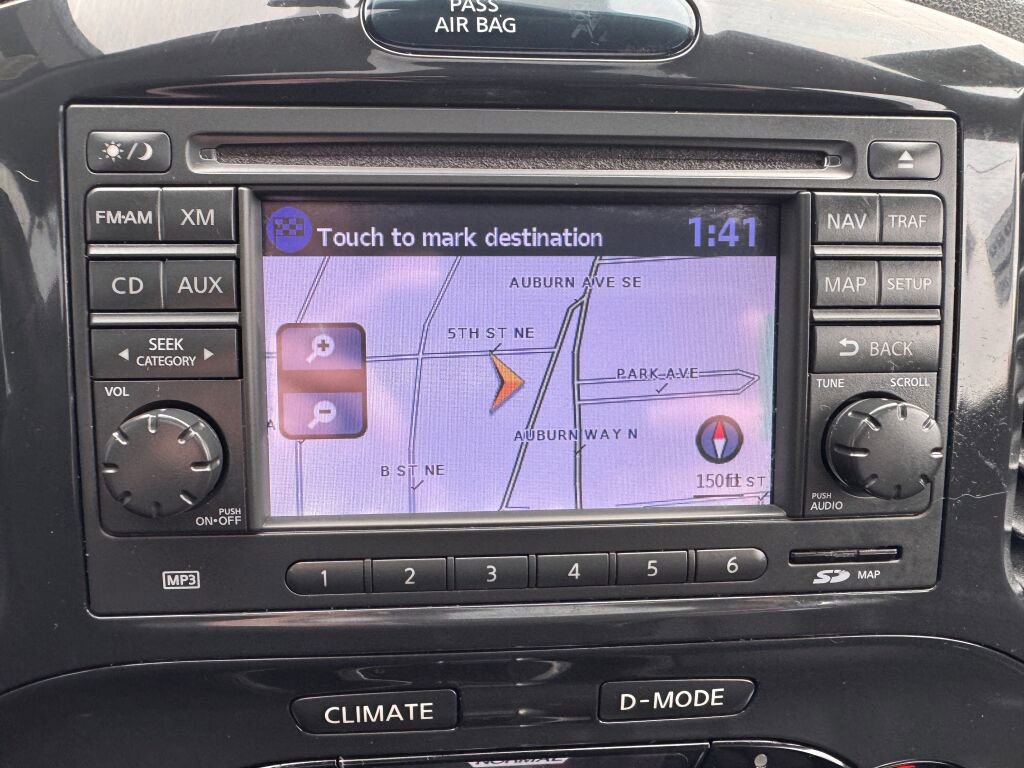 PASS
AIR BAG
FM·AM
XM
CD
AUX
SEEK
CATEGORY
VOL
PUSH
ON·OFF
Touch to mark destination
1:41
AUBURN AVE SE
5TH ST NE
PARK AVE
AUBURN WAY N
B ST NE
150ft
ST
NAV
TRAF
MAP
SETUP
BACK
TUNE
SCROLL
PUSH
AUDIO
MP3
1
2
3
4
5
6
SD
MAP
CLIMATE
D-MODE
NORMAL